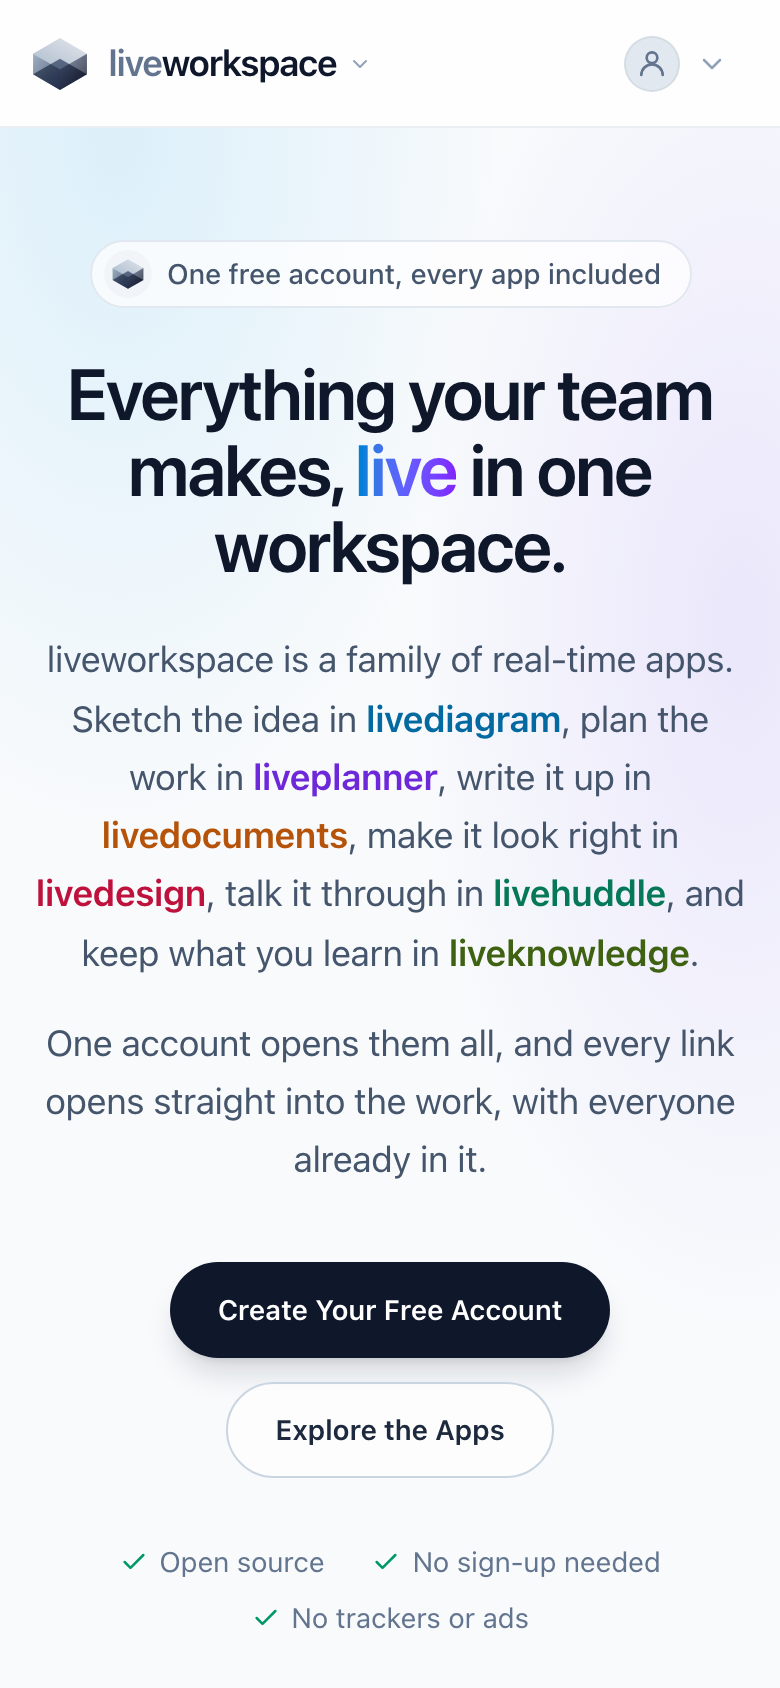 liveworkspace
One free account, every app included
Everything your team
makes, live in one
workspace.
liveworkspace is a family of real-time apps.
Sketch the idea in livediagram, plan the
work in liveplanner, write it up in
livedocuments, make it look right in
livedesign, talk it through in livehuddle, and
keep what you learn in liveknowledge.
One account opens them all, and every link
opens straight into the work, with everyone
already in it.
Create Your Free Account
Explore the Apps
Open source No sign-up needed
No trackers or ads